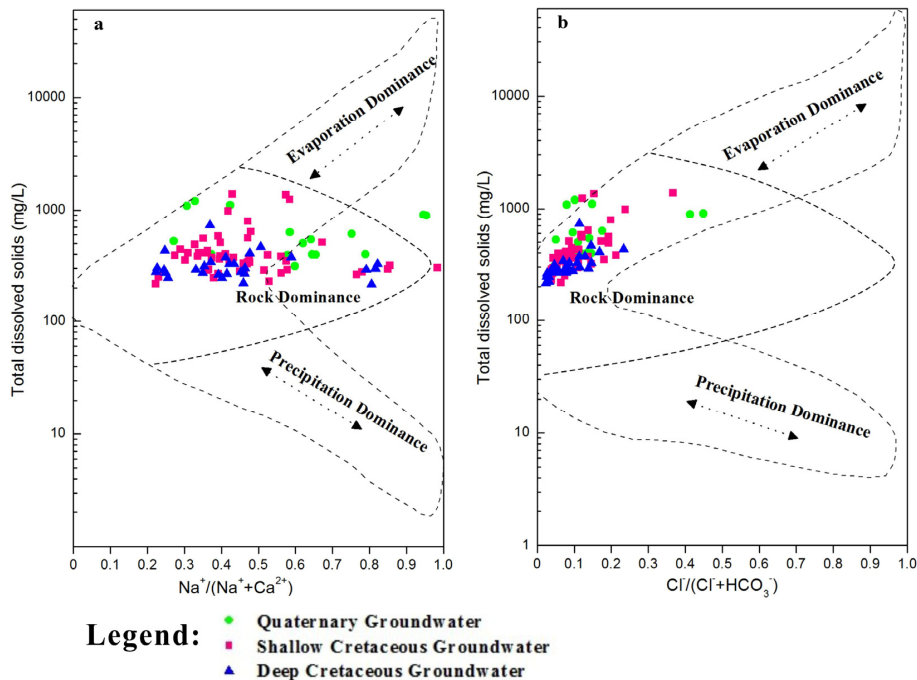 a
Total dissolved solids (mg/L)
10000
1000
100
10
Evaporation Dominance
Rock Dominance
Precipitation Dominance
0 0.1 0.2 0.3 0.4 0.5 0.6 0.7 0.8 0.9 1.0
Na⁺/(Na⁺+Ca²⁺)
b
Total dissolved solids (mg/L)
10000
1000
100
10
1
Evaporation Dominance
Rock Dominance
Precipitation Dominance
0 0.1 0.2 0.3 0.4 0.5 0.6 0.7 0.8 0.9 1.0
Cl⁻/(Cl⁻+HCO₃⁻)
Legend:
Quaternary Groundwater
Shallow Cretaceous Groundwater
Deep Cretaceous Groundwater